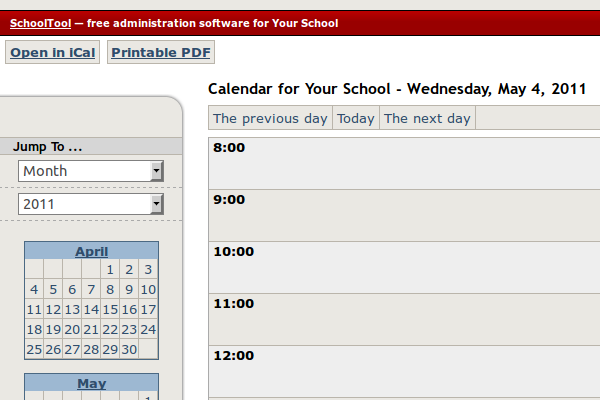 SchoolTool — free administration software for Your School
Open in iCal Printable PDF
Calendar for Your School - Wednesday, May 4, 2011
The previous day Today The next day
Jump To ...
Month
2011
April
1 2 3
4 5 6 7 8 9 10
11 12 13 14 15 16 17
18 19 20 21 22 23 24
25 26 27 28 29 30
May
8:00
9:00
10:00
11:00
12:00